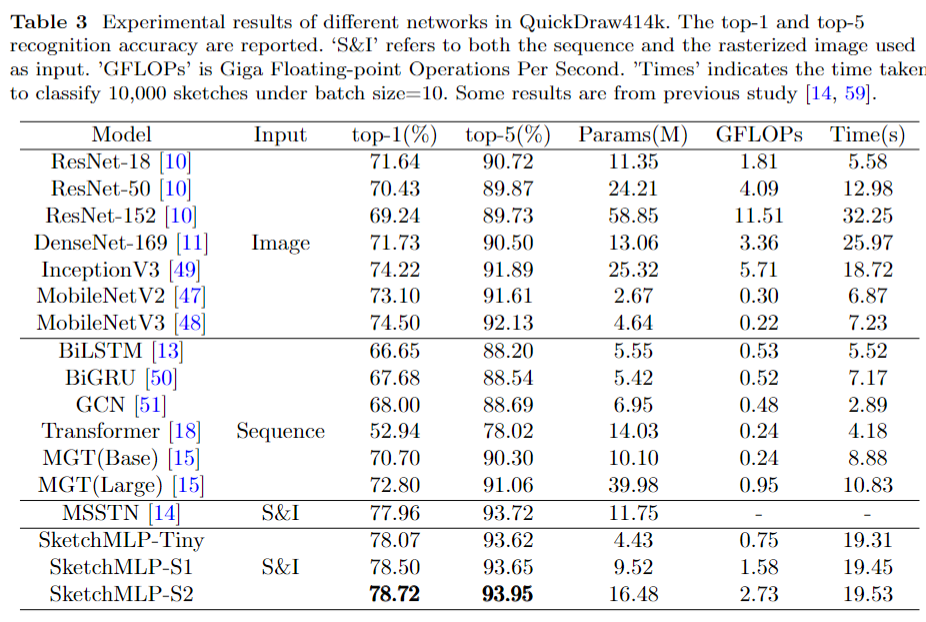 Table 3 Experimental results of different networks in QuickDraw414k. The top-1 and top-5
recognition accuracy are reported. ‘S&I’ refers to both the sequence and the rasterized image used
as input. ’GFLOPs’ is Giga Floating-point Operations Per Second. ’Times’ indicates the time taken
to classify 10,000 sketches under batch size=10. Some results are from previous study [14, 59].
Model Input top-1(%) top-5(%) Params(M) GFLOPs Time(s)
ResNet-18 [10] 71.64 90.72 11.35 1.81 5.58
ResNet-50 [10] 70.43 89.87 24.21 4.09 12.98
ResNet-152 [10] 69.24 89.73 58.85 11.51 32.25
DenseNet-169 [11] Image 71.73 90.50 13.06 3.36 25.97
InceptionV3 [49] 74.22 91.89 25.32 5.71 18.72
MobileNetV2 [47] 73.10 91.61 2.67 0.30 6.87
MobileNetV3 [48] 74.50 92.13 4.64 0.22 7.23
BiLSTM [13] 66.65 88.20 5.55 0.53 5.52
BiGRU [50] 67.68 88.54 5.42 0.52 7.17
GCN [51] 68.00 88.69 6.95 0.48 2.89
Transformer [18] Sequence 52.94 78.02 14.03 0.24 4.18
MGT(Base) [15] 70.70 90.30 10.10 0.24 8.88
MGT(Large) [15] 72.80 91.06 39.98 0.95 10.83
MSSTN [14] S&I 77.96 93.72 11.75 - -
SketchMLP-Tiny 78.07 93.62 4.43 0.75 19.31
SketchMLP-S1 S&I 78.50 93.65 9.52 1.58 19.45
SketchMLP-S2 78.72 93.95 16.48 2.73 19.53